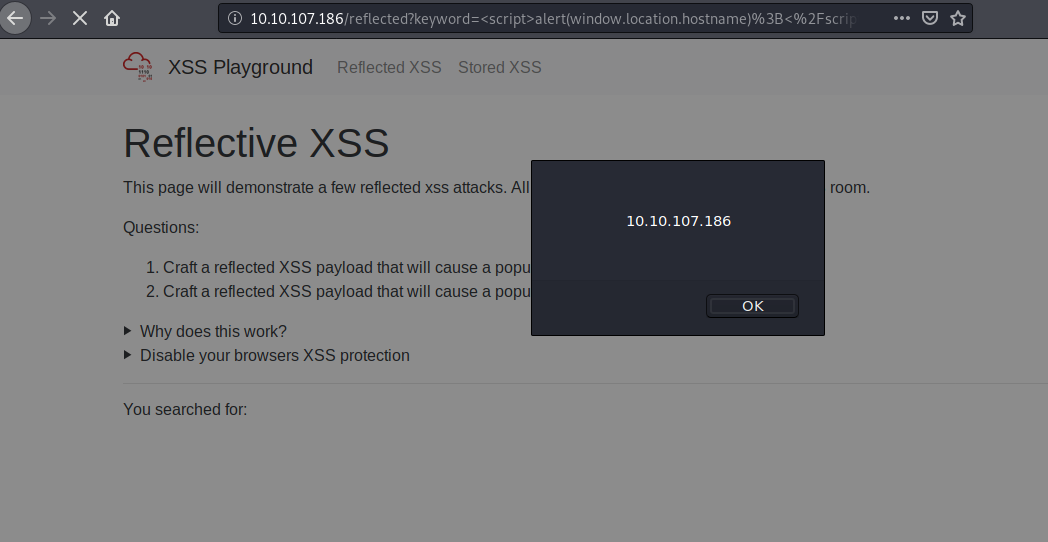 10.10.107.186/reflected?keyword=<script>alert(window.location.hostname)%3B<%2Fscrip
XSS Playground Reflected XSS Stored XSS
Reflective XSS
This page will demonstrate a few reflected xss attacks. All room.
Questions:
1. Craft a reflected XSS payload that will cause a popu
2. Craft a reflected XSS payload that will cause a popu
10.10.107.186
OK
Why does this work?
Disable your browsers XSS protection
You searched for: